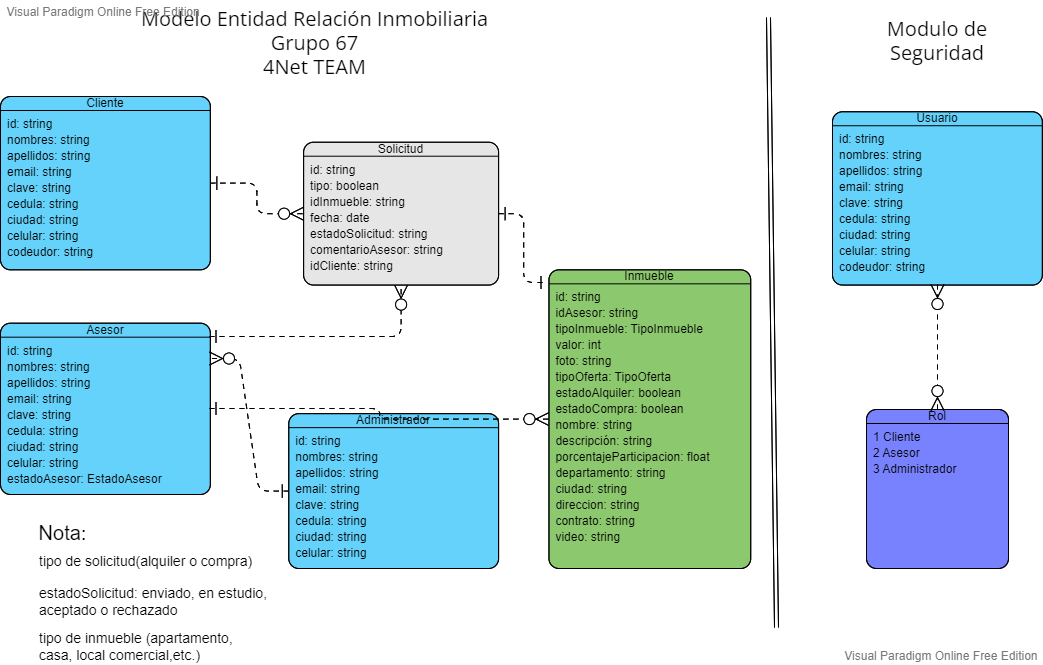 Visual Paradigm Online Free Edition
Modelo Entidad Relación Inmobiliaria
Grupo 67
4Net TEAM
Cliente
id: string
nombres: string
apellidos: string
email: string
clave: string
cedula: string
ciudad: string
celular: string
codeudor: string
Solicitud
id: string
tipo: boolean
idInmueble: string
fecha: date
estadoSolicitud: string
comentarioAsesor: string
idCliente: string
Asesor
id: string
nombres: string
apellidos: string
email: string
clave: string
cedula: string
ciudad: string
celular: string
estadoAsesor: EstadoAsesor
Administrador
id: string
nombres: string
apellidos: string
email: string
clave: string
cedula: string
ciudad: string
celular: string
Inmueble
id: string
idAsesor: string
tipoInmueble: TipoInmueble
valor: int
foto: string
tipoOferta: TipoOferta
estadoAlquiler: boolean
estadoCompra: boolean
nombre: string
descripción: string
porcentajeParticipacion: float
departamento: string
ciudad: string
direccion: string
contrato: string
video: string
Nota:
tipo de solicitud(alquiler o compra)
estadoSolicitud: enviado, en estudio,
aceptado o rechazado
tipo de inmueble (apartamento,
casa, local comercial,etc.)
Modulo de
Seguridad
Usuario
id: string
nombres: string
apellidos: string
email: string
clave: string
cedula: string
ciudad: string
celular: string
codeudor: string
Rol
1 Cliente
2 Asesor
3 Administrador
Visual Paradigm Online Free Edition